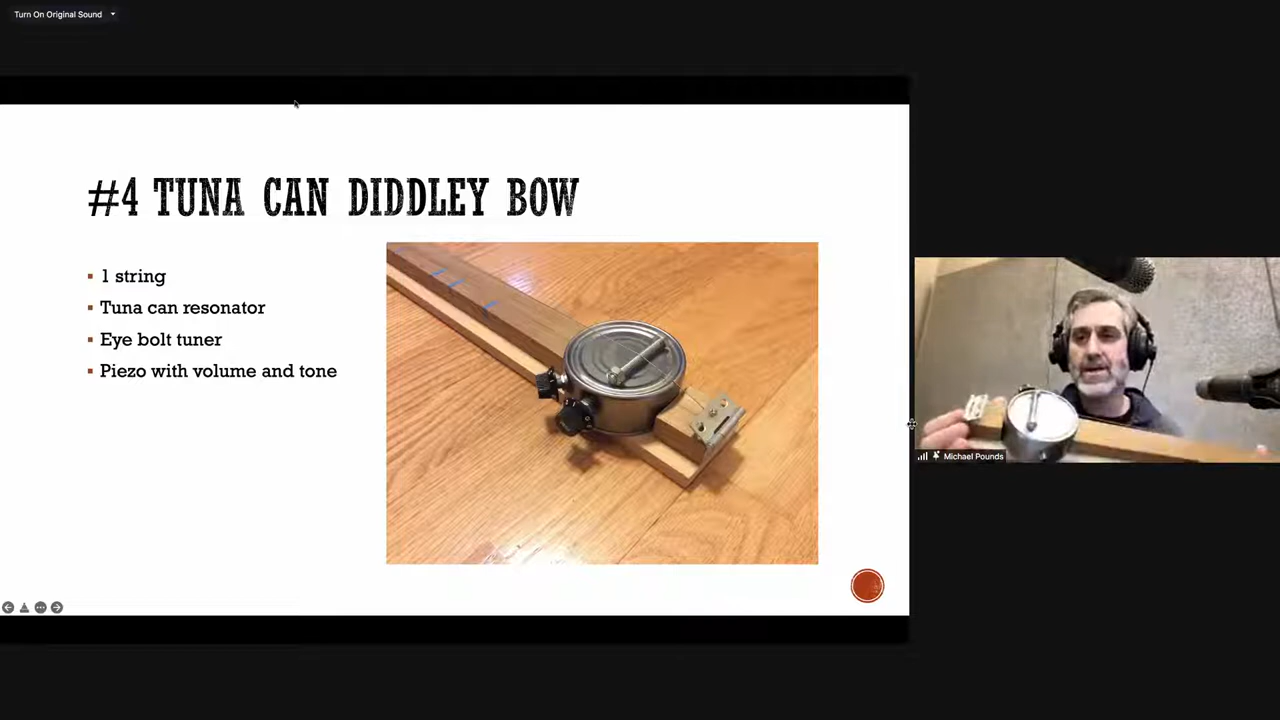 Turn On Original Sound
#4 TUNA CAN DIDDLEY BOW
1 string
Tuna can resonator
Eye bolt tuner
Piezo with volume and tone
Michael Pounds